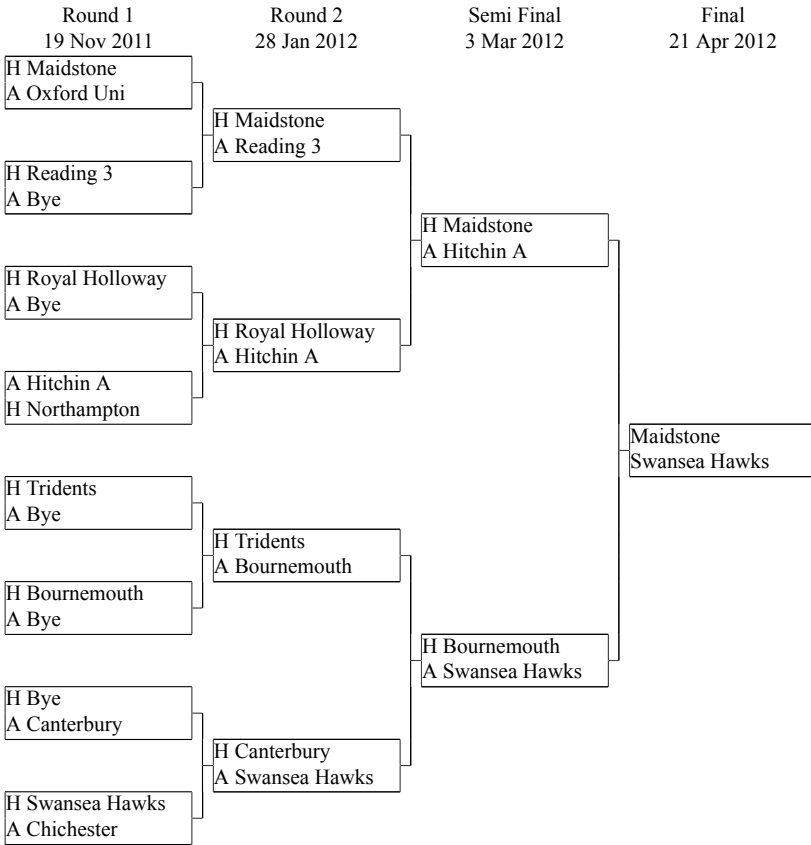 Round 1
19 Nov 2011
Round 2
28 Jan 2012
Semi Final
3 Mar 2012
Final
21 Apr 2012
H Maidstone
A Oxford Uni
H Reading 3
A Bye
H Royal Holloway
A Bye
A Hitchin A
H Northampton
H Tridents
A Bye
H Bournemouth
A Bye
H Bye
A Canterbury
H Swansea Hawks
A Chichester
H Maidstone
A Reading 3
H Royal Holloway
A Hitchin A
H Tridents
A Bournemouth
H Canterbury
A Swansea Hawks
H Maidstone
A Hitchin A
H Bournemouth
A Swansea Hawks
Maidstone
Swansea Hawks